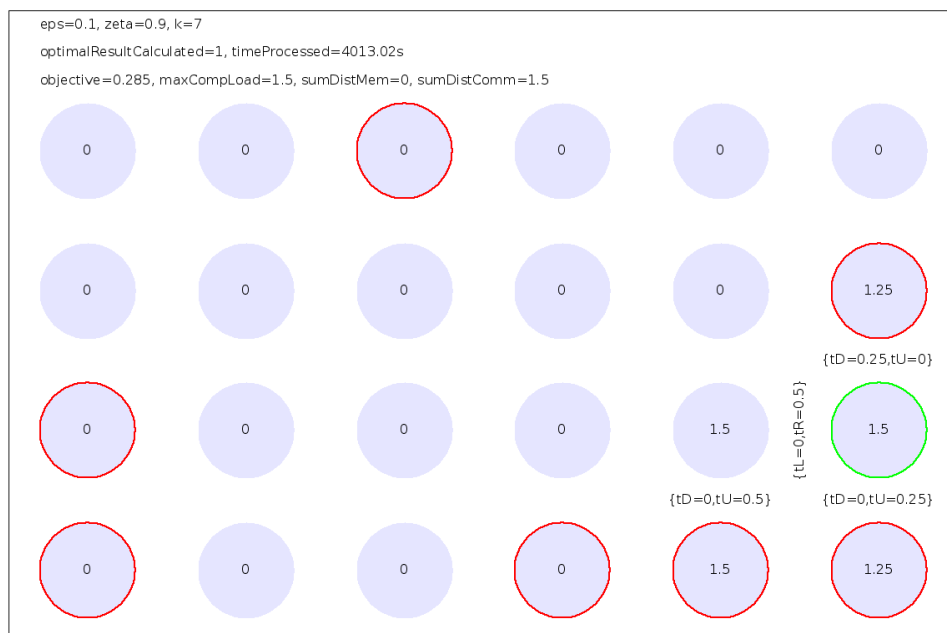 eps=0.1, zeta=0.9, k=7
optimalResultCalculated=1, timeProcessed=4013.02s
objective=0.285, maxCompLoad=1.5, sumDistMem=0, sumDistComm=1.5
0 0 0 0 0 0
0 0 0 0 0 1.25
{tD=0.25,tU=0}
{tL=0,tR=0.5}
0 0 0 0 1.5 1.5
{tD=0,tU=0.5} {tD=0,tU=0.25}
0 0 0 0 1.5 1.25